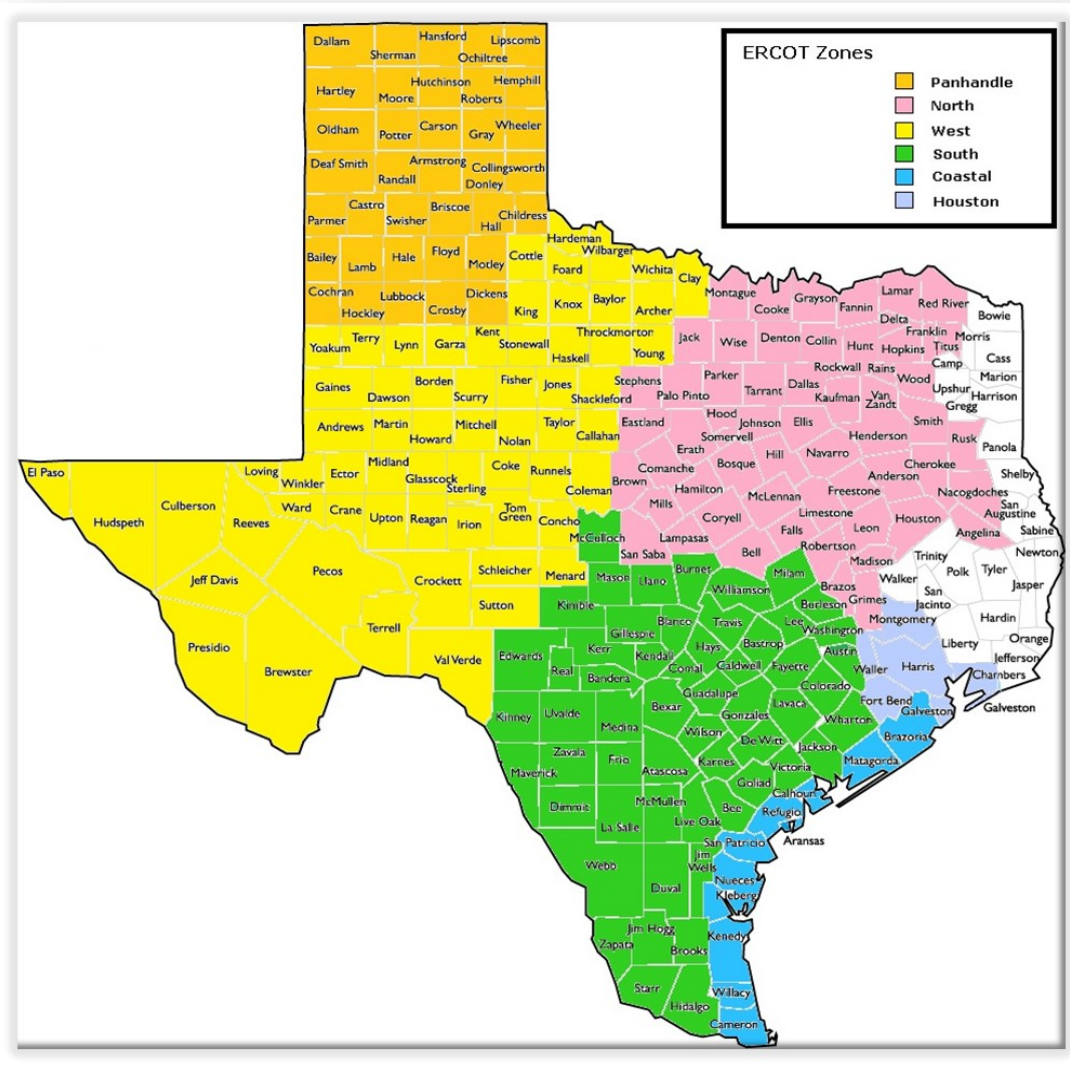 ERCOT Zones
Panhandle
North
West
South
Coastal
Houston
Dallam
Sherman
Hansford
Ochiltree
Lipscomb
Hartley
Moore
Hutchinson
Roberts
Hemphill
Oldham
Potter
Carson
Gray
Wheeler
Deaf Smith
Randall
Armstrong
Donley
Collingsworth
Parmer
Castro
Swisher
Briscoe
Hall
Childress
Bailey
Lamb
Hale
Floyd
Motley
Cottle
Hardeman
Foard
Wilbarger
Wichita
Clay
Cochran
Hockley
Lubbock
Crosby
Dickens
King
Knox
Baylor
Archer
Montague
Cooke
Grayson
Fannin
Lamar
Red River
Bowie
Delta
Yoakum
Terry
Lynn
Garza
Kent
Stonewall
Haskell
Throckmorton
Young
Jack
Wise
Denton
Collin
Hunt
Hopkins
Franklin
Titus
Morris
Cass
Camp
Marion
Gaines
Dawson
Borden
Scurry
Fisher
Jones
Shackleford
Stephens
Palo Pinto
Parker
Tarrant
Dallas
Rockwall
Rains
Kaufman
Van
Zandt
Wood
Upshur
Gregg
Harrison
Andrews
Martin
Howard
Mitchell
Nolan
Taylor
Callahan
Eastland
Erath
Hood
Somervell
Johnson
Ellis
Henderson
Smith
Rusk
Panola
El Paso
Hudspeth
Culberson
Loving
Winkler
Ector
Midland
Glasscock
Sterling
Coke
Runnels
Coleman
Brown
Comanche
Bosque
Hill
Navarro
Anderson
Cherokee
Shelby
Reeves
Ward
Crane
Upton
Reagan
Irion
Tom
Green
Concho
McCulloch
Mills
Hamilton
Coryell
McLennan
Limestone
Freestone
Leon
Houston
Nacogdoches
San
Augustine
Angelina
Sabine
Newton
Jeff Davis
Pecos
Crockett
Schleicher
Menard
San Saba
Lampasas
Bell
Falls
Robertson
Madison
Trinity
Polk
Tyler
Jasper
Presidio
Brewster
Terrell
Val Verde
Sutton
Kimble
Mason
Llano
Burnet
Williamson
Milam
Burleson
Brazos
Grimes
Walker
San
Jacinto
Montgomery
Hardin
Liberty
Orange
Jefferson
Chambers
Galveston
Edwards
Real
Kerr
Bandera
Gillespie
Kendall
Blanco
Comal
Hays
Travis
Caldwell
Bastrop
Lee
Washington
Fayette
Austin
Waller
Harris
Fort Bend
Galveston
Brazoria
Colorado
Wharton
Matagorda
Kinney
Uvalde
Medina
Bexar
Guadalupe
Wilson
Gonzales
Lavaca
De Witt
Jackson
Maverick
Zavala
Frio
Atascosa
Karnes
Goliad
Victoria
Calhoun
Dimmit
La Salle
McMullen
Live Oak
Bee
Refugio
Aransas
San Patricio
Webb
Duval
Jim
Wells
Nueces
Kleberg
Zapata
Jim Hogg
Brooks
Kenedy
Starr
Hidalgo
Willacy
Cameron